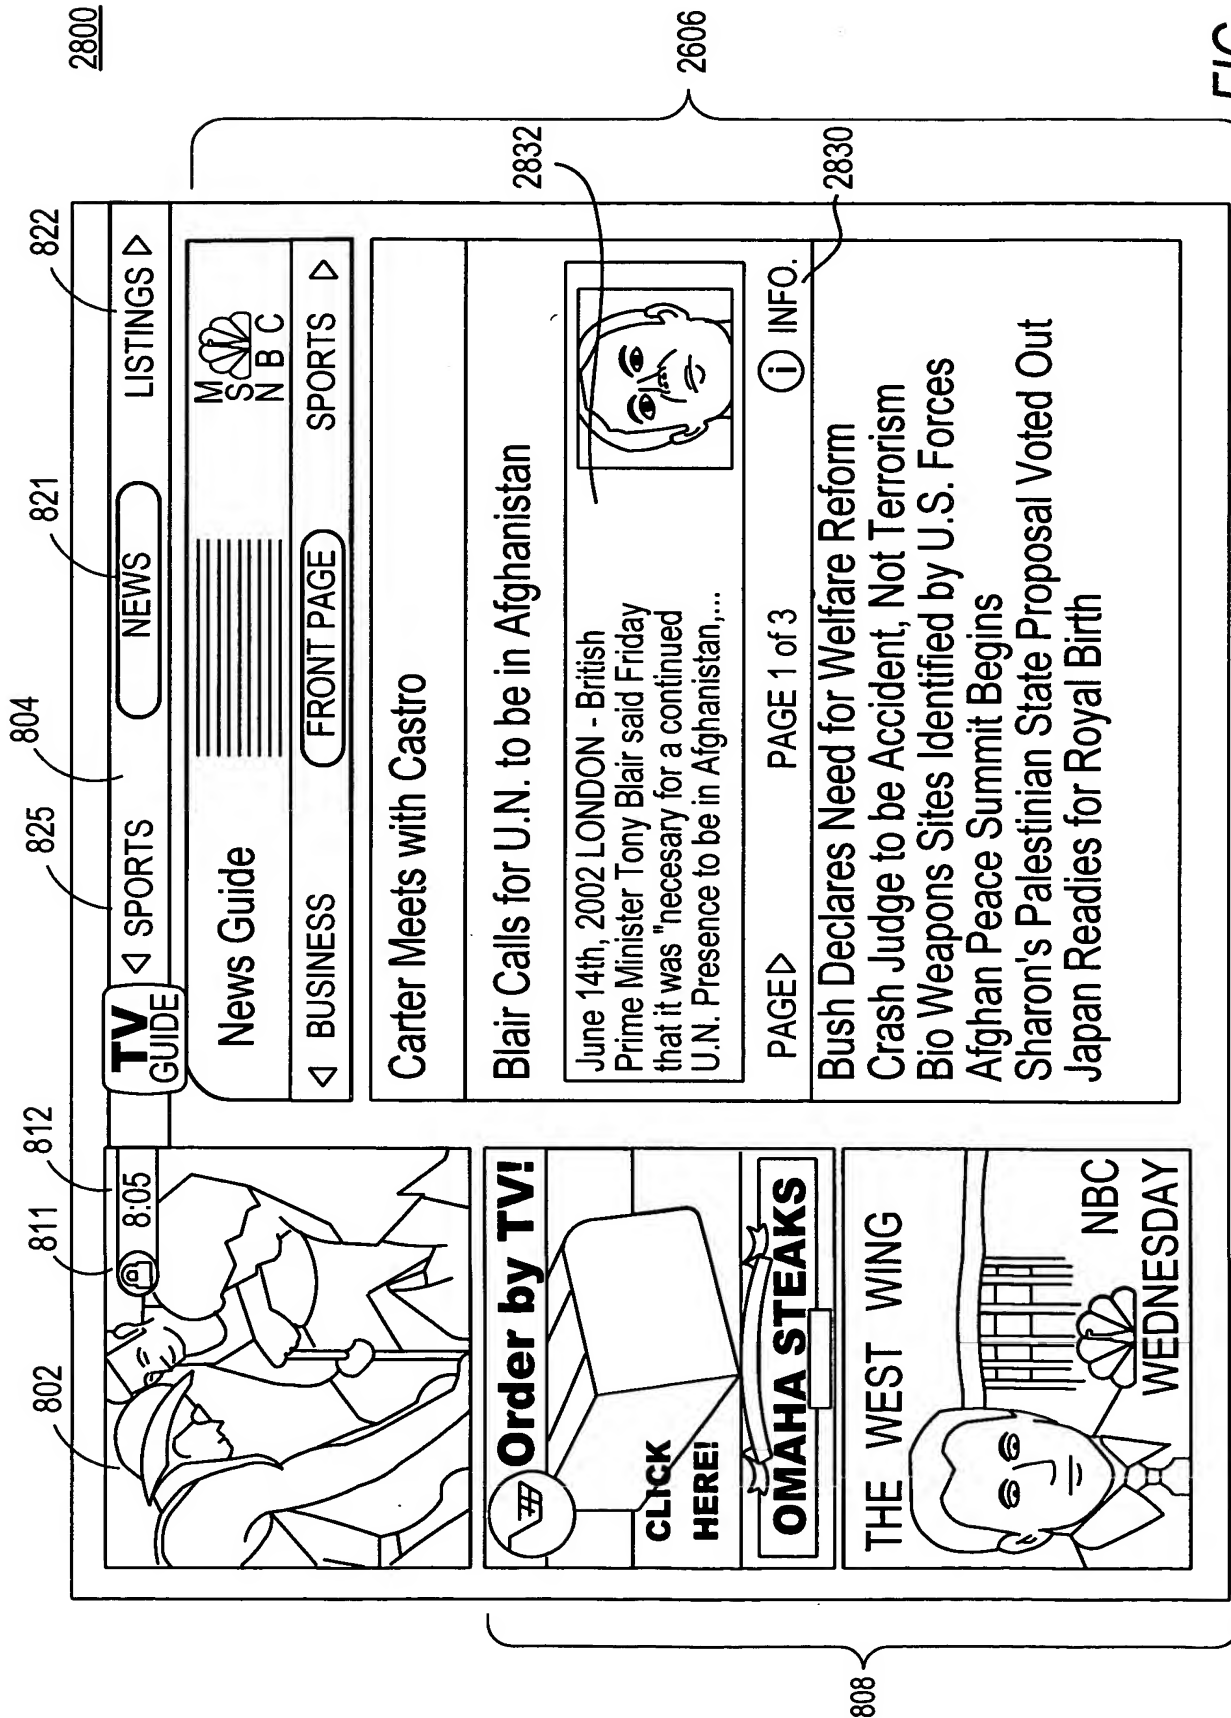 2800
802
811
812
825
804
821
822
8:05
TV
GUIDE
◁ SPORTS
NEWS
LISTINGS ▷
News Guide
M
S
N B C
◁ BUSINESS
FRONT PAGE
SPORTS ▷
Carter Meets with Castro
Blair Calls for U.N. to be in Afghanistan
June 14th, 2002 LONDON - British
Prime Minister Tony Blair said Friday
that it was "necesary for a continued
U.N. Presence to be in Afghanistan,...
PAGE▷
PAGE 1 of 3
i INFO.
Bush Declares Need for Welfare Reform
Crash Judge to be Accident, Not Terrorism
Bio Weapons Sites Identified by U.S. Forces
Afghan Peace Summit Begins
Sharon's Palestinian State Proposal Voted Out
Japan Readies for Royal Birth
2832
2830
2606
Order by TV!
CLICK
HERE!
OMAHA STEAKS
THE WEST WING
NBC
WEDNESDAY
808